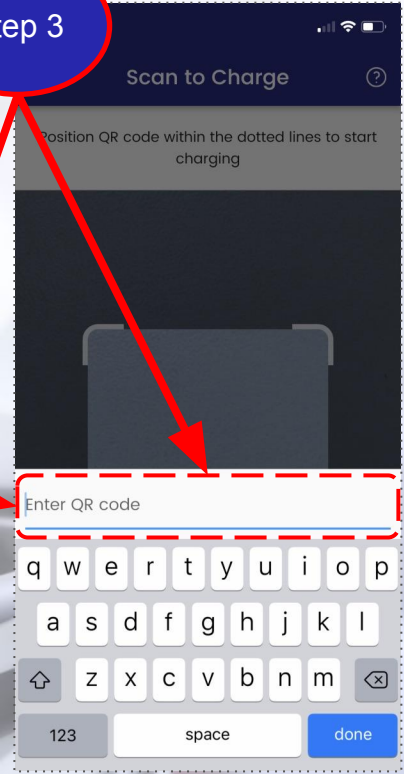 tep 3
Scan to Charge
Position QR code within the dotted lines to start
charging
Enter QR code
q w e r t y u i o p
a s d f g h j k l
z x c v b n m
123 space done